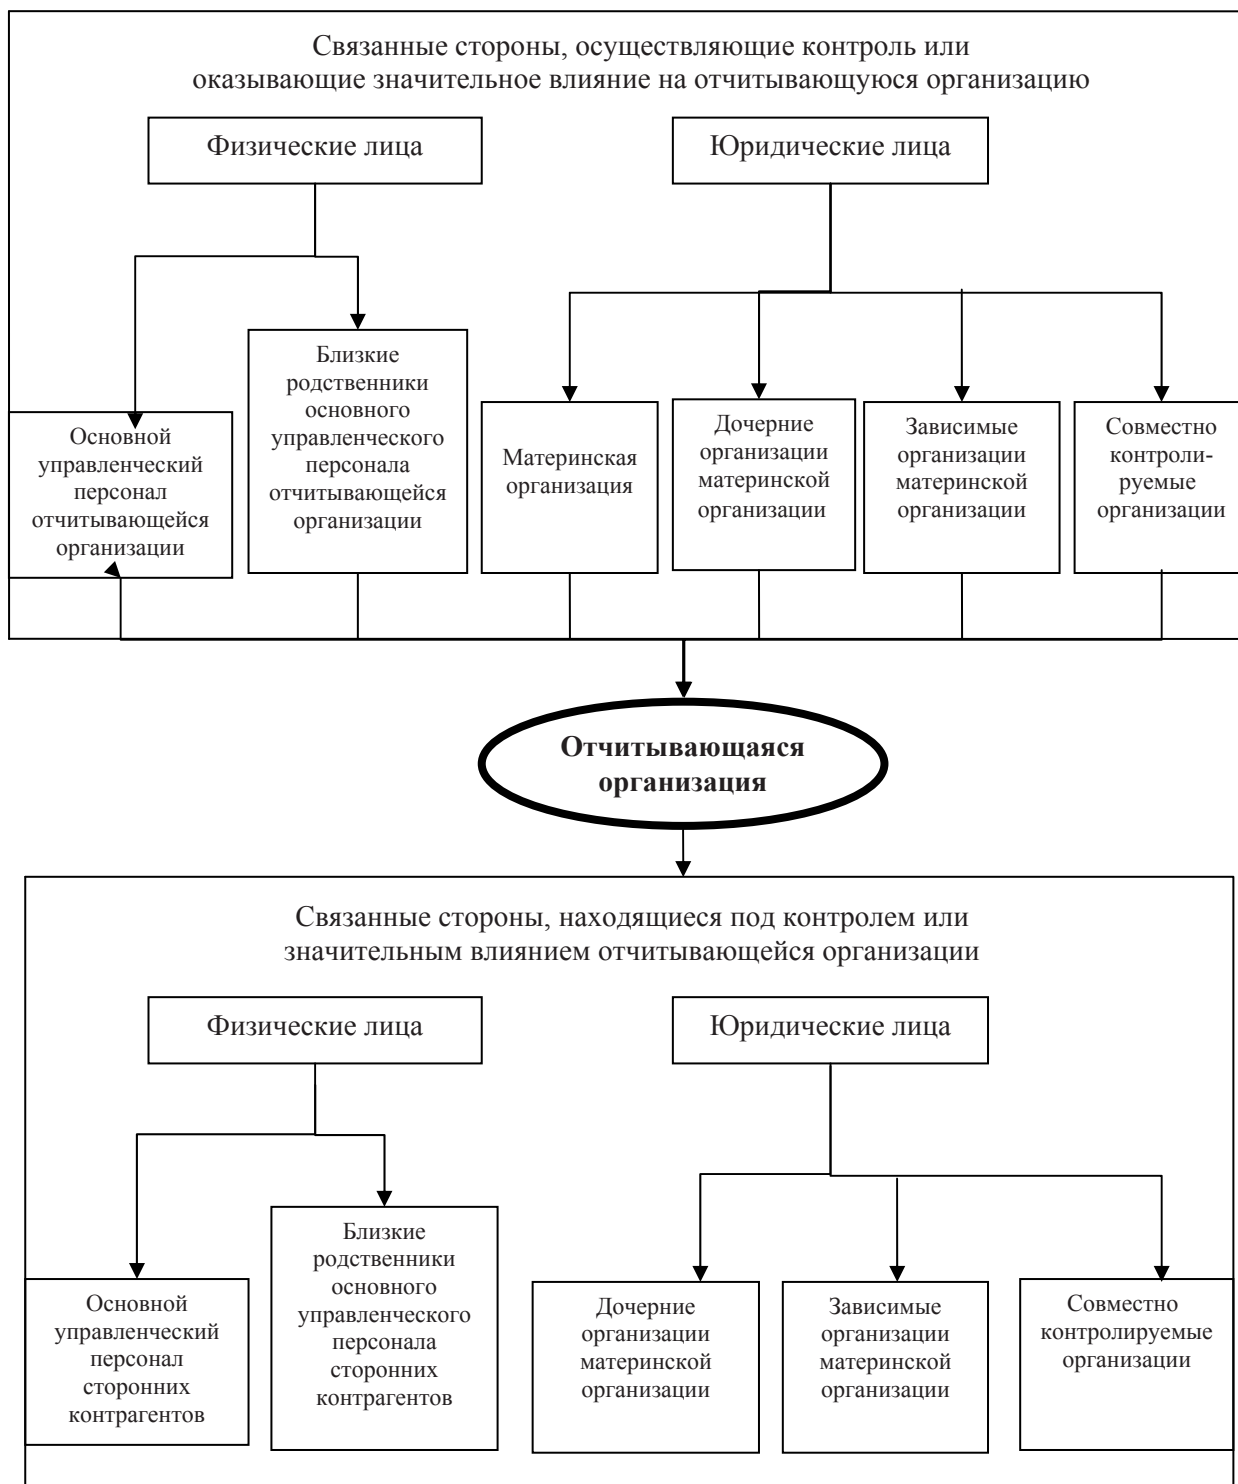 Связанные стороны, осуществляющие контроль или
оказывающие значительное влияние на отчитывающуюся организацию
Физические лица
Юридические лица
Основной
управленческий
персонал
отчитывающейся
организации
Близкие
родственники
основного
управленческого
персонала
отчитывающейся
организации
Материнская
организация
Дочерние
организации
материнской
организации
Зависимые
организации
материнской
организации
Совместно
контроли-
руемые
организации
Отчитывающаяся
организация
Связанные стороны, находящиеся под контролем или
значительным влиянием отчитывающейся организации
Физические лица
Юридические лица
Основной
управленческий
персонал
сторонних
контрагентов
Близкие
родственники
основного
управленческого
персонала
сторонних
контрагентов
Дочерние
организации
материнской
организации
Зависимые
организации
материнской
организации
Совместно
контролируемые
организации